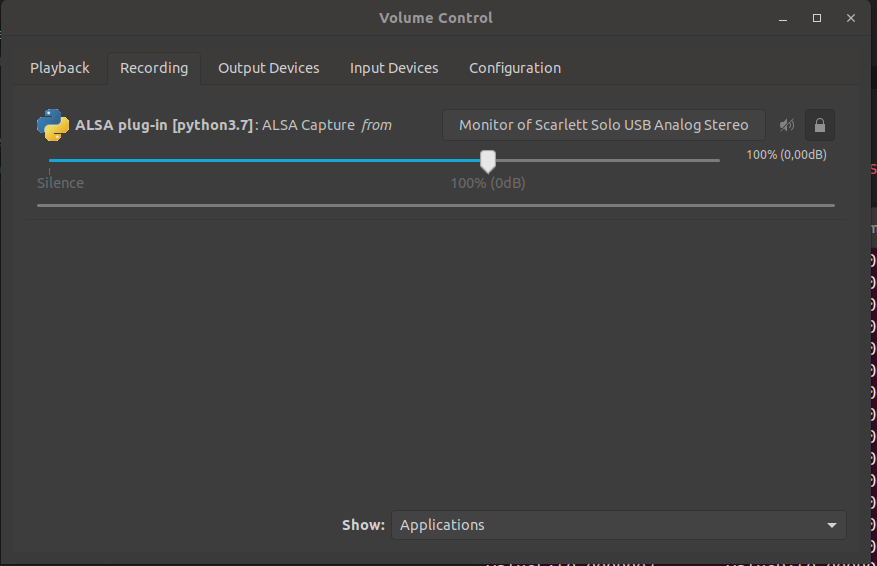 Volume Control
Playback Recording Output Devices Input Devices Configuration
ALSA plug-in [python3.7]: ALSA Capture from Monitor of Scarlett Solo USB Analog Stereo
100% (0,00dB)
Silence 100% (0dB)
Show: Applications